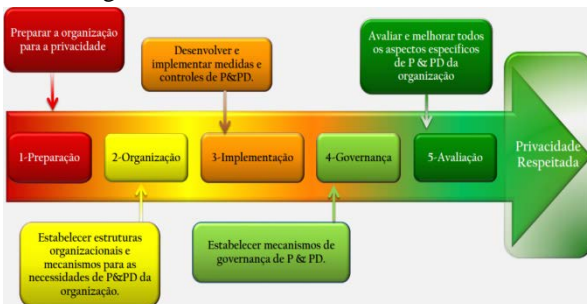 Preparar a organização
para a privacidade
Desenvolver e
implementar medidas e
controles de P&PD.
Avaliar e melhorar todos
os aspectos específicos
de P & PD da
organização
1-Preparação
2-Organização
3-Implementação
4-Governança
5-Avaliação
Privacidade
Respeitada
Estabelecer estruturas
organizacionais e
mecanismos para as
necessidades de P&PD da
organização.
Estabelecer mecanismos de
governança de P & PD.